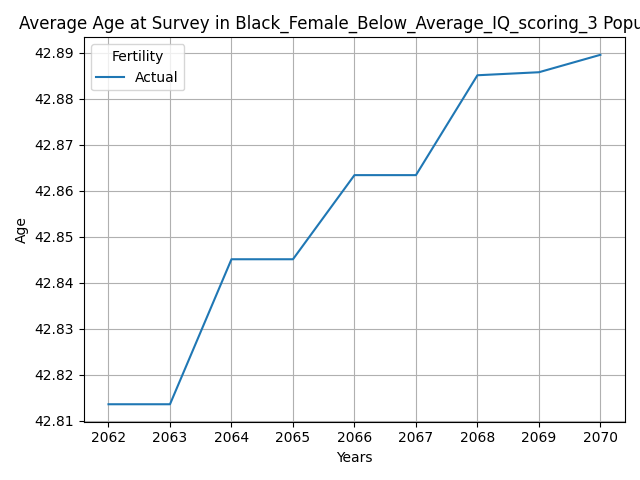 Average Age at Survey in Black_Female_Below_Average_IQ_scoring_3 Popu
Fertility
Actual
42.89
42.88
42.87
42.86
42.85
42.84
42.83
42.82
42.81
Age
2062 2063 2064 2065 2066 2067 2068 2069 2070
Years